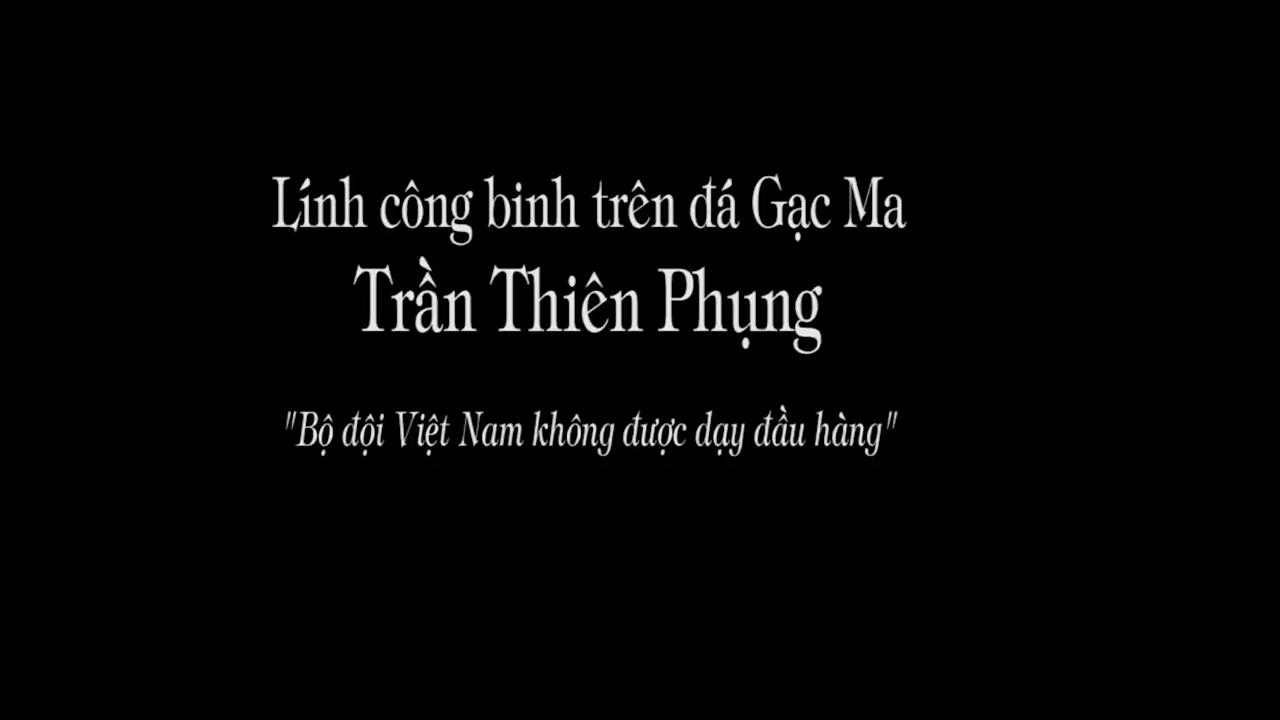 Lính công binh trên đá Gạc Ma
Trần Thiên Phụng
"Bộ đội Việt Nam không được dạy đầu hàng"